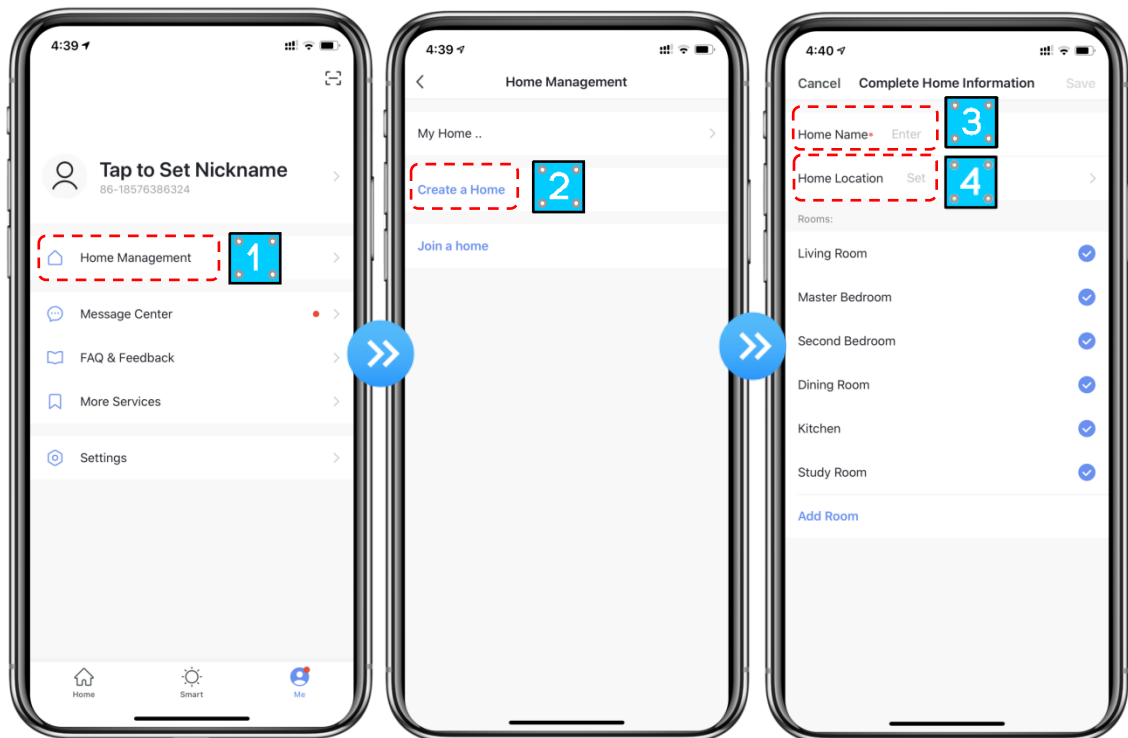 4:39
Tap to Set Nickname
86-18576386324
Home Management
1
Message Center
FAQ & Feedback
More Services
Settings
Home
Smart
Me
4:39
Home Management
My Home ..
Create a Home
2
Join a home
4:40
Cancel Complete Home Information Save
Home Name* Enter
3
Home Location Set
4
Rooms:
Living Room
Master Bedroom
Second Bedroom
Dining Room
Kitchen
Study Room
Add Room